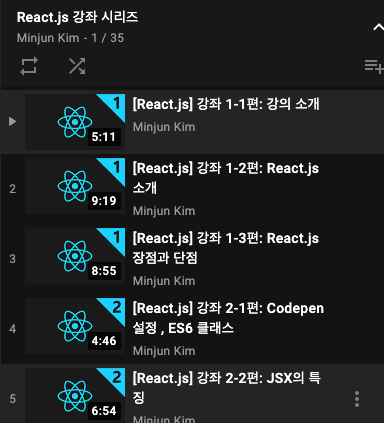 React.js 강좌 시리즈
Minjun Kim - 1 / 35
1
5:11
[React.js] 강좌 1-1편: 강의 소개
Minjun Kim
2
1
9:19
[React.js] 강좌 1-2편: React.js
소개
Minjun Kim
3
1
8:55
[React.js] 강좌 1-3편: React.js
장점과 단점
Minjun Kim
4
2
4:46
[React.js] 강좌 2-1편: Codepen
설정 , ES6 클래스
Minjun Kim
5
2
6:54
[React.js] 강좌 2-2편: JSX의 특
징
Minjun Kim